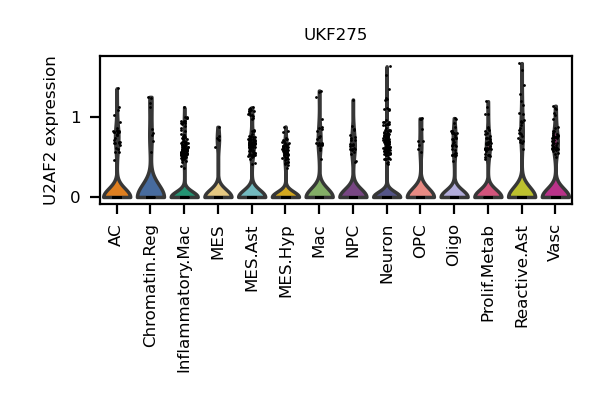 UKF275
U2AF2 expression
1
0
AC
Chromatin.Reg
Inflammatory.Mac
MES
MES.Ast
MES.Hyp
Mac
NPC
Neuron
OPC
Oligo
Prolif.Metab
Reactive.Ast
Vasc